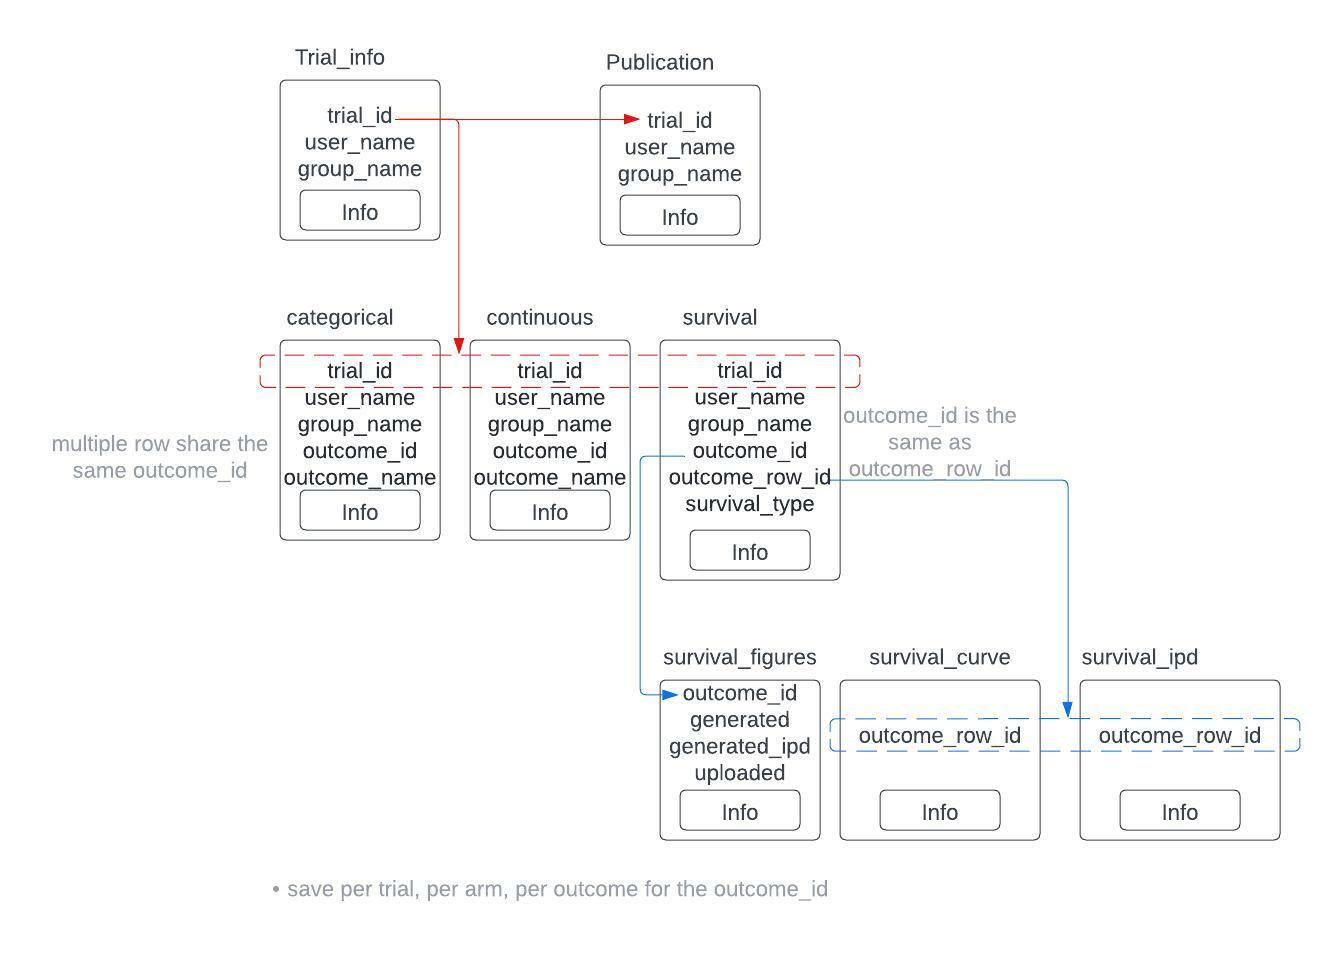 Trial_info
trial_id
user_name
group_name
Info
Publication
trial_id
user_name
group_name
Info
categorical
trial_id
user_name
group_name
outcome_id
outcome_name
Info
continuous
trial_id
user_name
group_name
outcome_id
outcome_name
Info
survival
trial_id
user_name
group_name
outcome_id
outcome_row_id
survival_type
Info
multiple row share the
same outcome_id
outcome_id is the
same as
outcome_row_id
survival_figures
outcome_id
generated
generated_ipd
uploaded
Info
survival_curve
outcome_row_id
Info
survival_ipd
outcome_row_id
Info
• save per trial, per arm, per outcome for the outcome_id